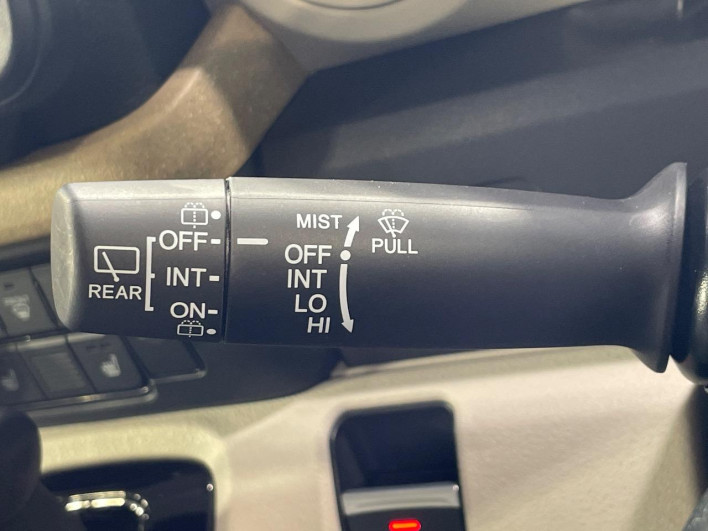 MIST
PULL
OFF
INT
LO
HI
OFF
INT
ON
REAR